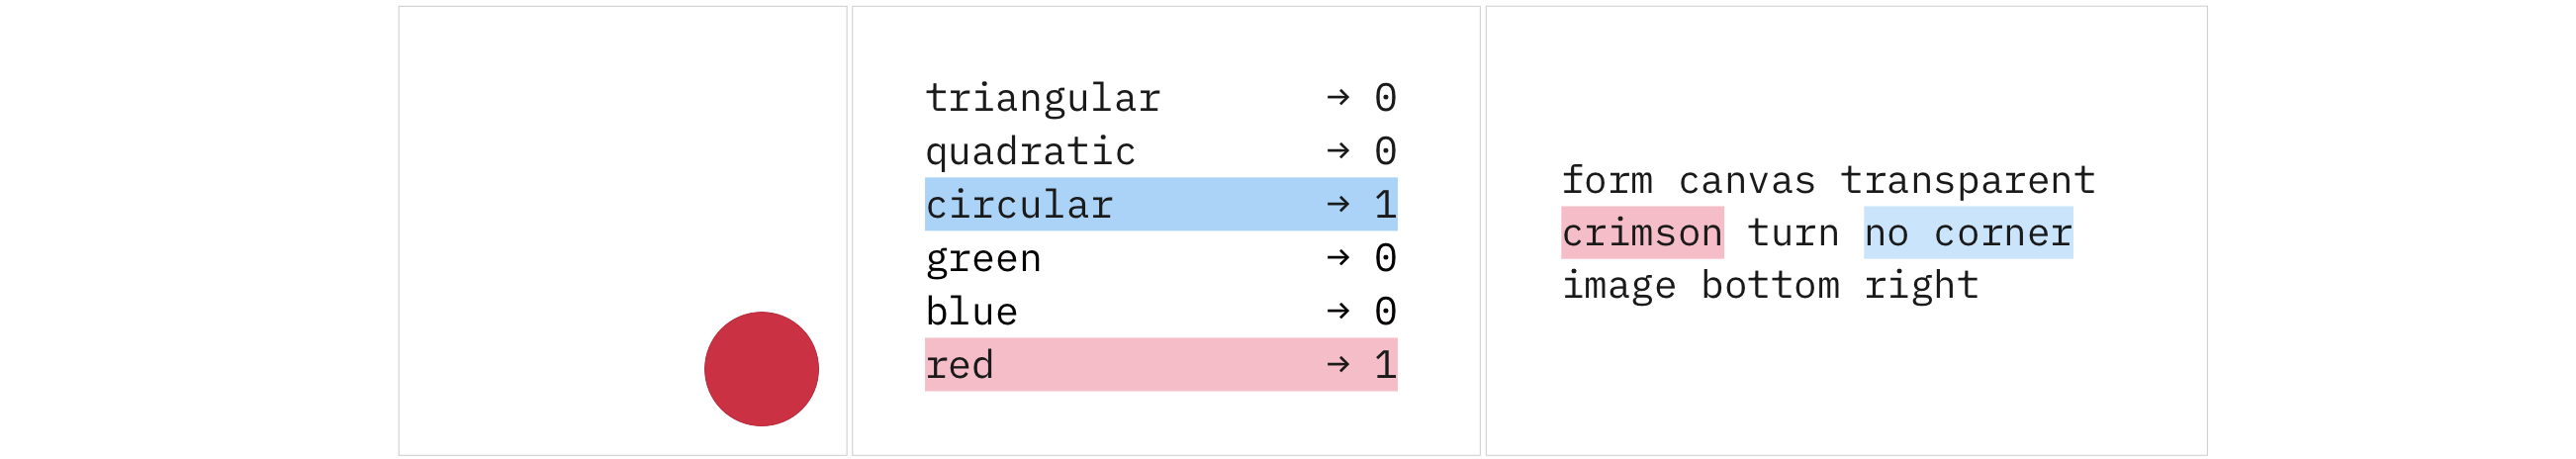 triangular → 0
quadratic → 0
circular → 1
green → 0
blue → 0
red → 1
form canvas transparent
crimson turn no corner
image bottom right